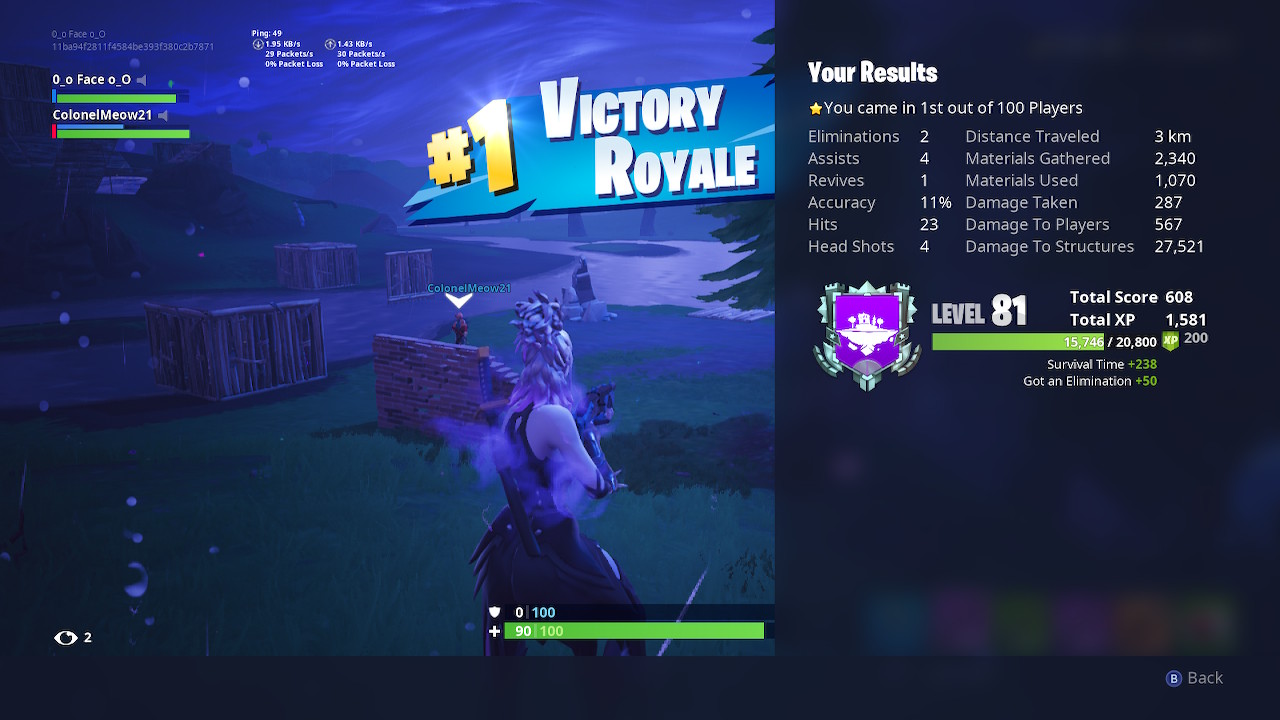 0_o Face o_O
11ba94f2811f4584be393f380c2b7871
Ping: 49
1.95 KB/s 1.43 KB/s
29 Packets/s 30 Packets/s
0% Packet Loss 0% Packet Loss
0_o Face o_O
ColonelMeow21
#1 VICTORY
ROYALE
ColonelMeow21
0 | 100
90 | 100
2
Your Results
You came in 1st out of 100 Players
Eliminations 2 Distance Traveled 3 km
Assists 4 Materials Gathered 2,340
Revives 1 Materials Used 1,070
Accuracy 11% Damage Taken 287
Hits 23 Damage To Players 567
Head Shots 4 Damage To Structures 27,521
LEVEL 81
Total Score 608
Total XP 1,581
15,746 / 20,800 XP 200
Survival Time +238
Got an Elimination +50
B Back